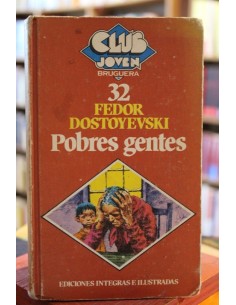 CLUB
JOVEN
BRUGUERA
32
FEDOR
DOSTOYEVSKI
Pobres gentes
EDICIONES INTEGRAS E ILUSTRADAS